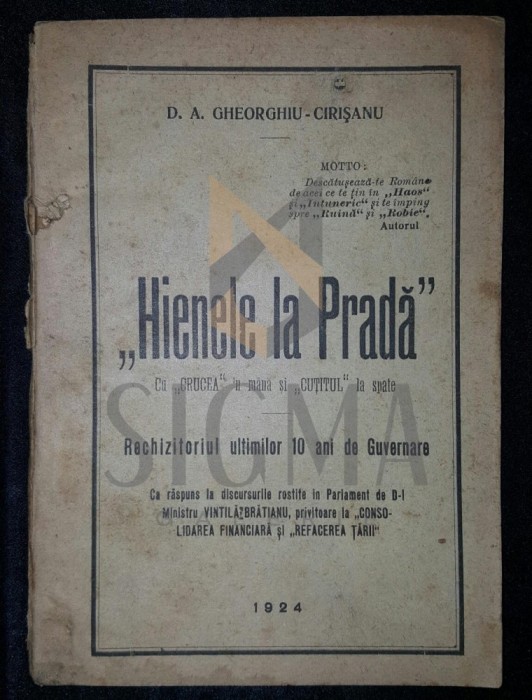 D. A. GHEORGHIU-CIRIȘANU
MOTTO:
Descătușează-te Române
de acei ce te țin în „Haos"
și „Intuneric" și te împing
spre „Ruină" și „Robie".
Autorul
„Hienele la Pradă"
Cu „CRUCEA" 'n mână și „CUȚITUL" la spate
SIGMA
Rechizitoriul ultimilor 10 ani de Guvernare
Ca răspuns la discursurile rostite în Parlament de D-l
Ministru VINTILĂ BRĂTIANU, privitoare la „CONSO-
LIDAREA FINANCIARĂ și „REFACEREA ȚĂRII"
1924